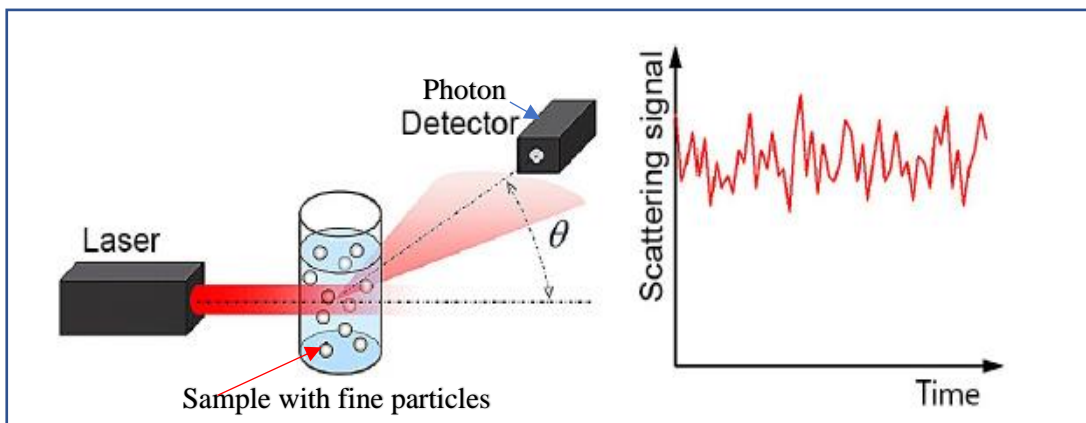 Photon
Detector
Laser
θ
Sample with fine particles
Scattering signal
Time